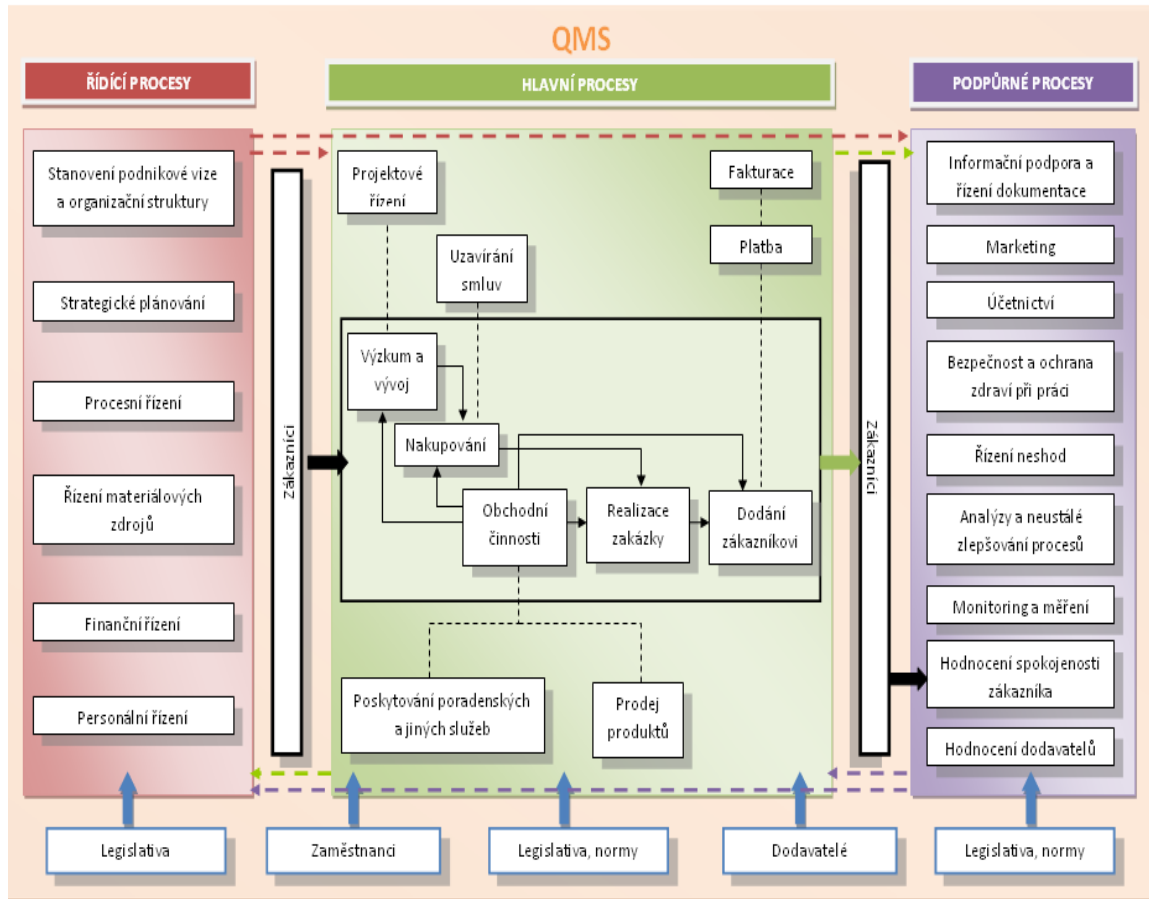 QMS
ŘÍDÍCÍ PROCESY
HLAVNÍ PROCESY
PODPŮRNÉ PROCESY
Stanovení podnikové vize
a organizační struktury
Strategické plánování
Procesní řízení
Řízení materiálových
zdrojů
Finanční řízení
Personální řízení
Zákazníci
Projektové
řízení
Uzavírání
smluv
Fakturace
Platba
Výzkum a
vývoj
Nakupování
Obchodní
činnosti
Realizace
zakázky
Dodání
zákazníkovi
Poskytování poradenských
a jiných služeb
Prodej
produktů
Zákazníci
Informační podpora a
řízení dokumentace
Marketing
Účetnictví
Bezpečnost a ochrana
zdraví při práci
Řízení neshod
Analýzy a neustálé
zlepšování procesů
Monitoring a měření
Hodnocení spokojenosti
zákazníka
Hodnocení dodavatelů
Legislativa
Zaměstnanci
Legislativa, normy
Dodavatelé
Legislativa, normy